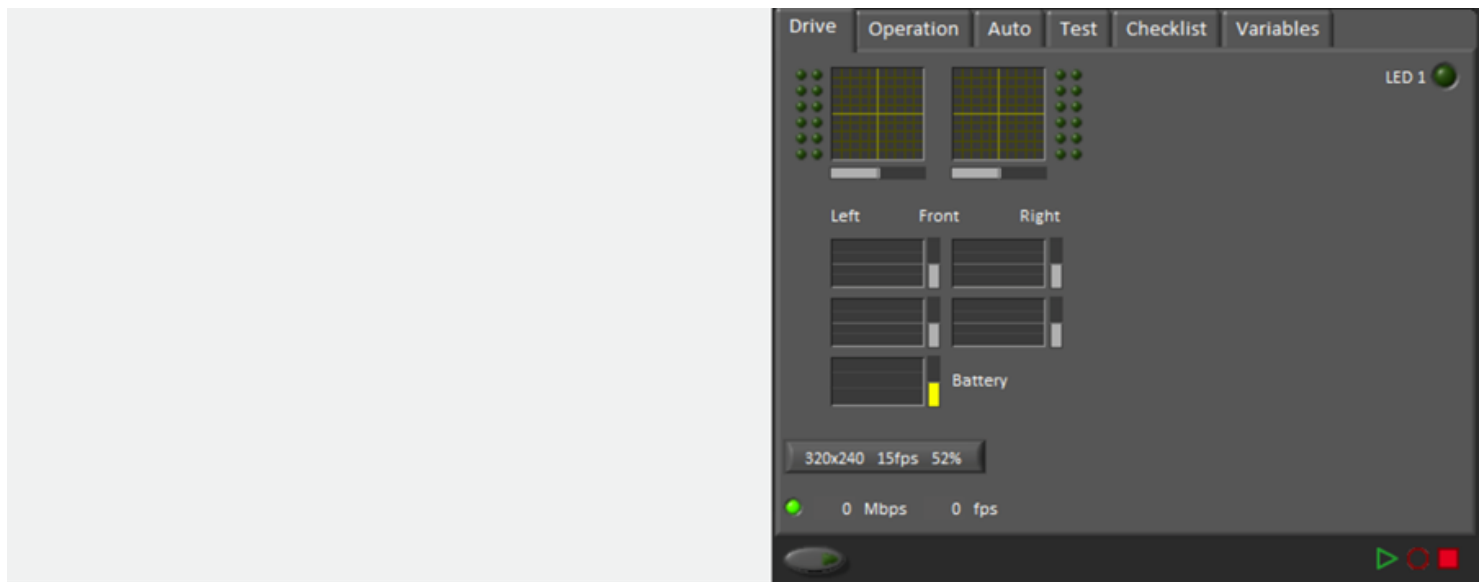 Drive Operation Auto Test Checklist Variables
LED 1
Left Front Right
Battery
320x240 15fps 52%
0 Mbps 0 fps